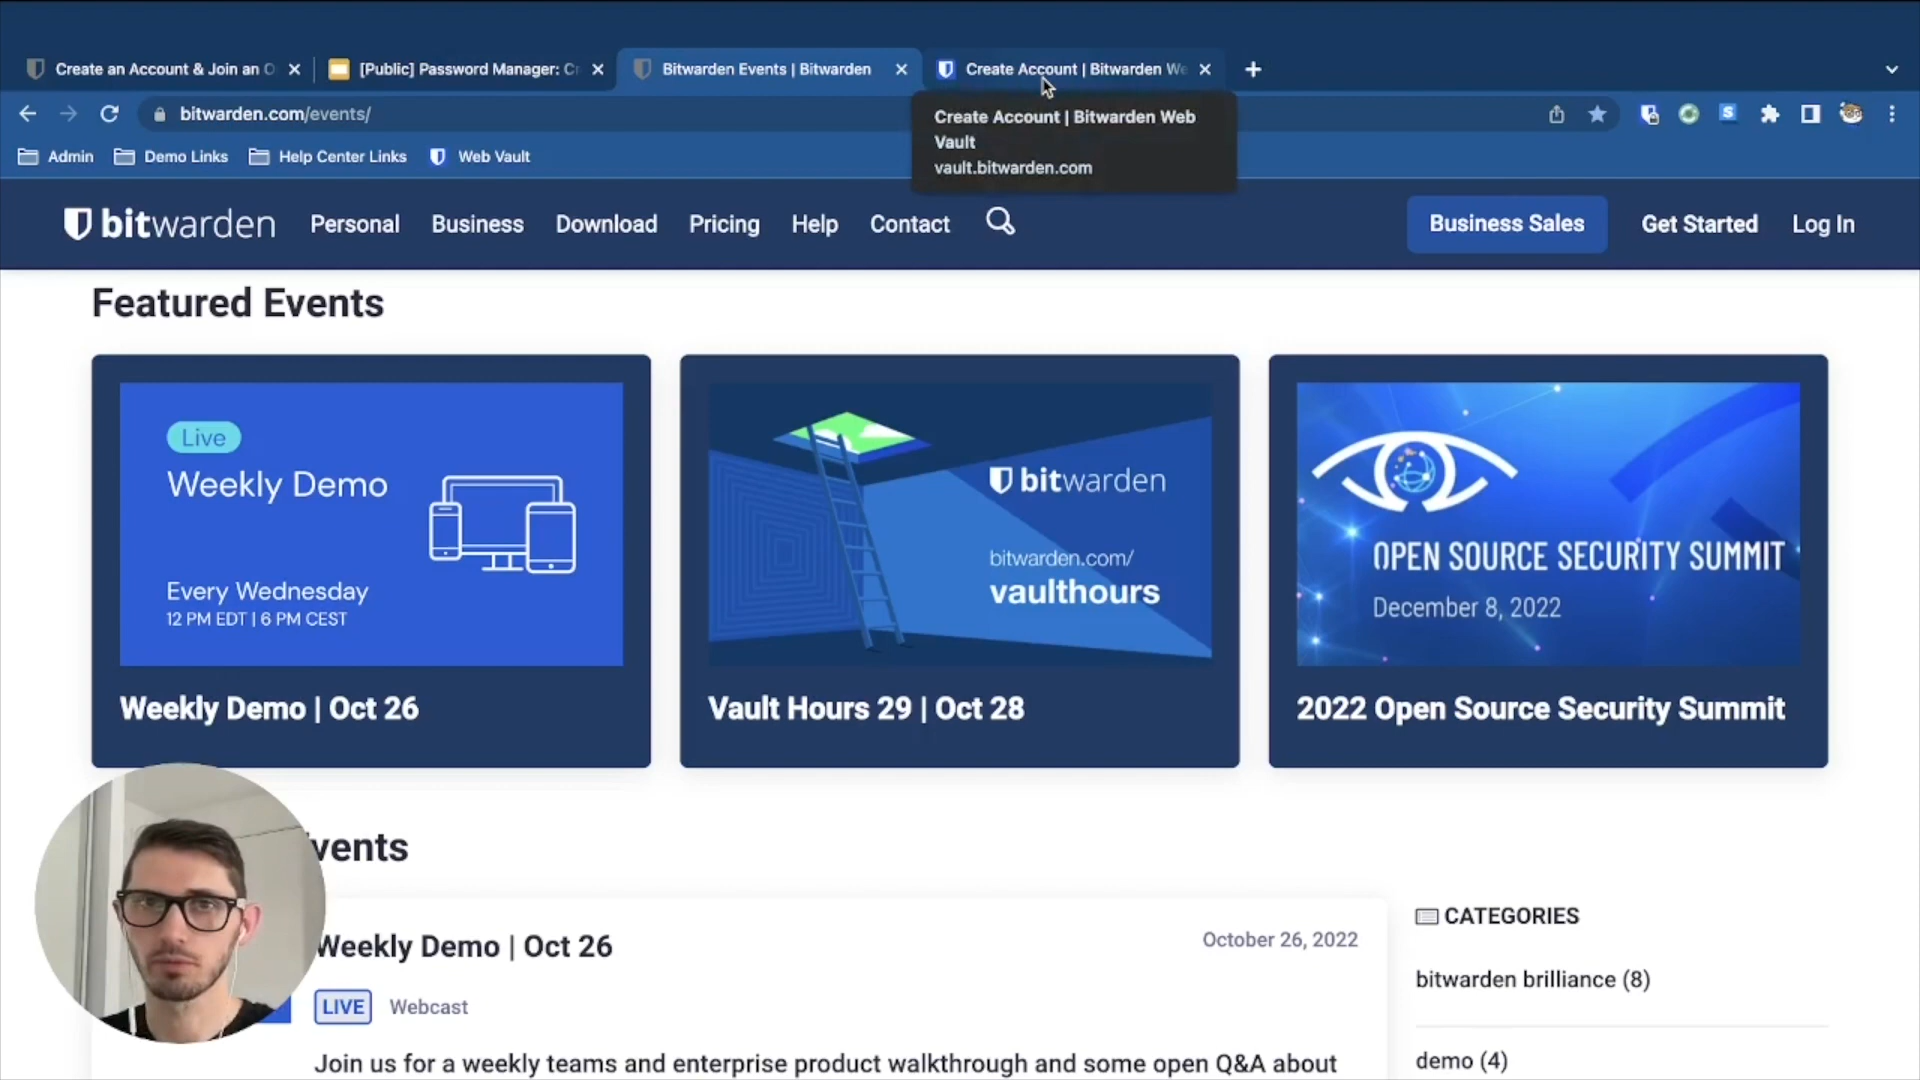 Create an Account & Join an O
[Public] Password Manager: Cr
Bitwarden Events | Bitwarden
Create Account | Bitwarden We
bitwarden.com/events/
Create Account | Bitwarden Web
Vault
vault.bitwarden.com
Admin
Demo Links
Help Center Links
Web Vault
bitwarden
Personal
Business
Download
Pricing
Help
Contact
Business Sales
Get Started
Log In
Featured Events
Live
Weekly Demo
Every Wednesday
12 PM EDT | 6 PM CEST
Weekly Demo | Oct 26
bitwarden
bitwarden.com/
vaulthours
Vault Hours 29 | Oct 28
OPEN SOURCE SECURITY SUMMIT
December 8, 2022
2022 Open Source Security Summit
vents
Weekly Demo | Oct 26
October 26, 2022
LIVE
Webcast
Join us for a weekly teams and enterprise product walkthrough and some open Q&A about
CATEGORIES
bitwarden brilliance (8)
demo (4)